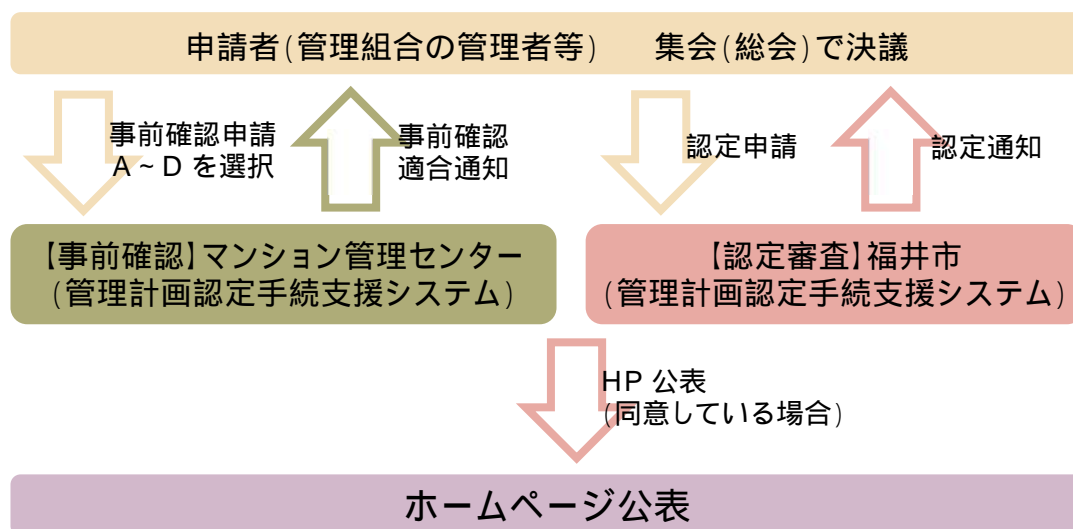 申請者(管理組合の管理者等)　集会(総会)で決議
事前確認申請
A~Dを選択
事前確認
適合通知
認定申請
認定通知
【事前確認】マンション管理センター
(管理計画認定手続支援システム)
【認定審査】福井市
(管理計画認定手続支援システム)
HP 公表
(同意している場合)
ホームページ公表